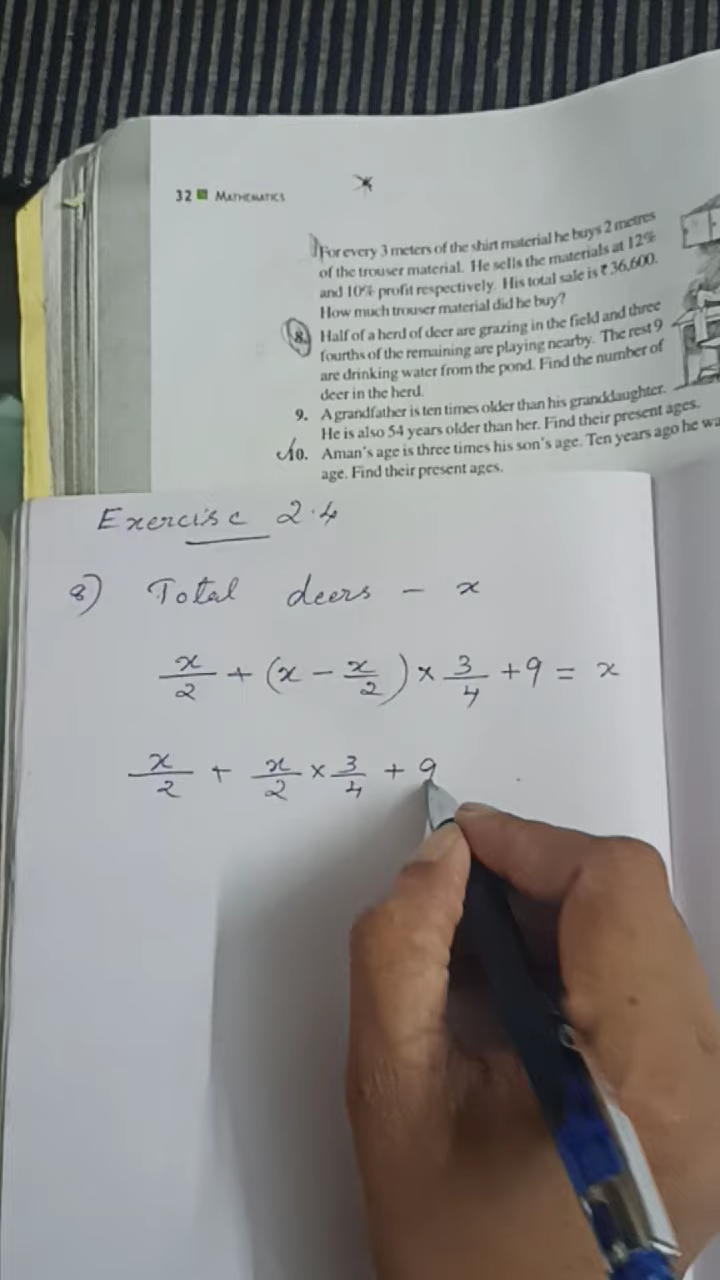 32 MATHEMATICS
For every 3 meters of the shirt material he buys 2 metres
of the trouser material. He sells the materials at 12%
and 10% profit respectively. His total sale is ₹ 36,600.
How much trouser material did he buy?
8. Half of a herd of deer are grazing in the field and three
fourths of the remaining are playing nearby. The rest 9
are drinking water from the pond. Find the number of
deer in the herd.
9. A grandfather is ten times older than his granddaughter.
He is also 54 years older than her. Find their present ages.
10. Aman's age is three times his son's age. Ten years ago he
age. Find their present ages.
Exercise 2.4
8) Total deers - x
x/2 + (x - x/2) × 3/4 + 9 = x
x/2 + x/2 × 3/4 + 9